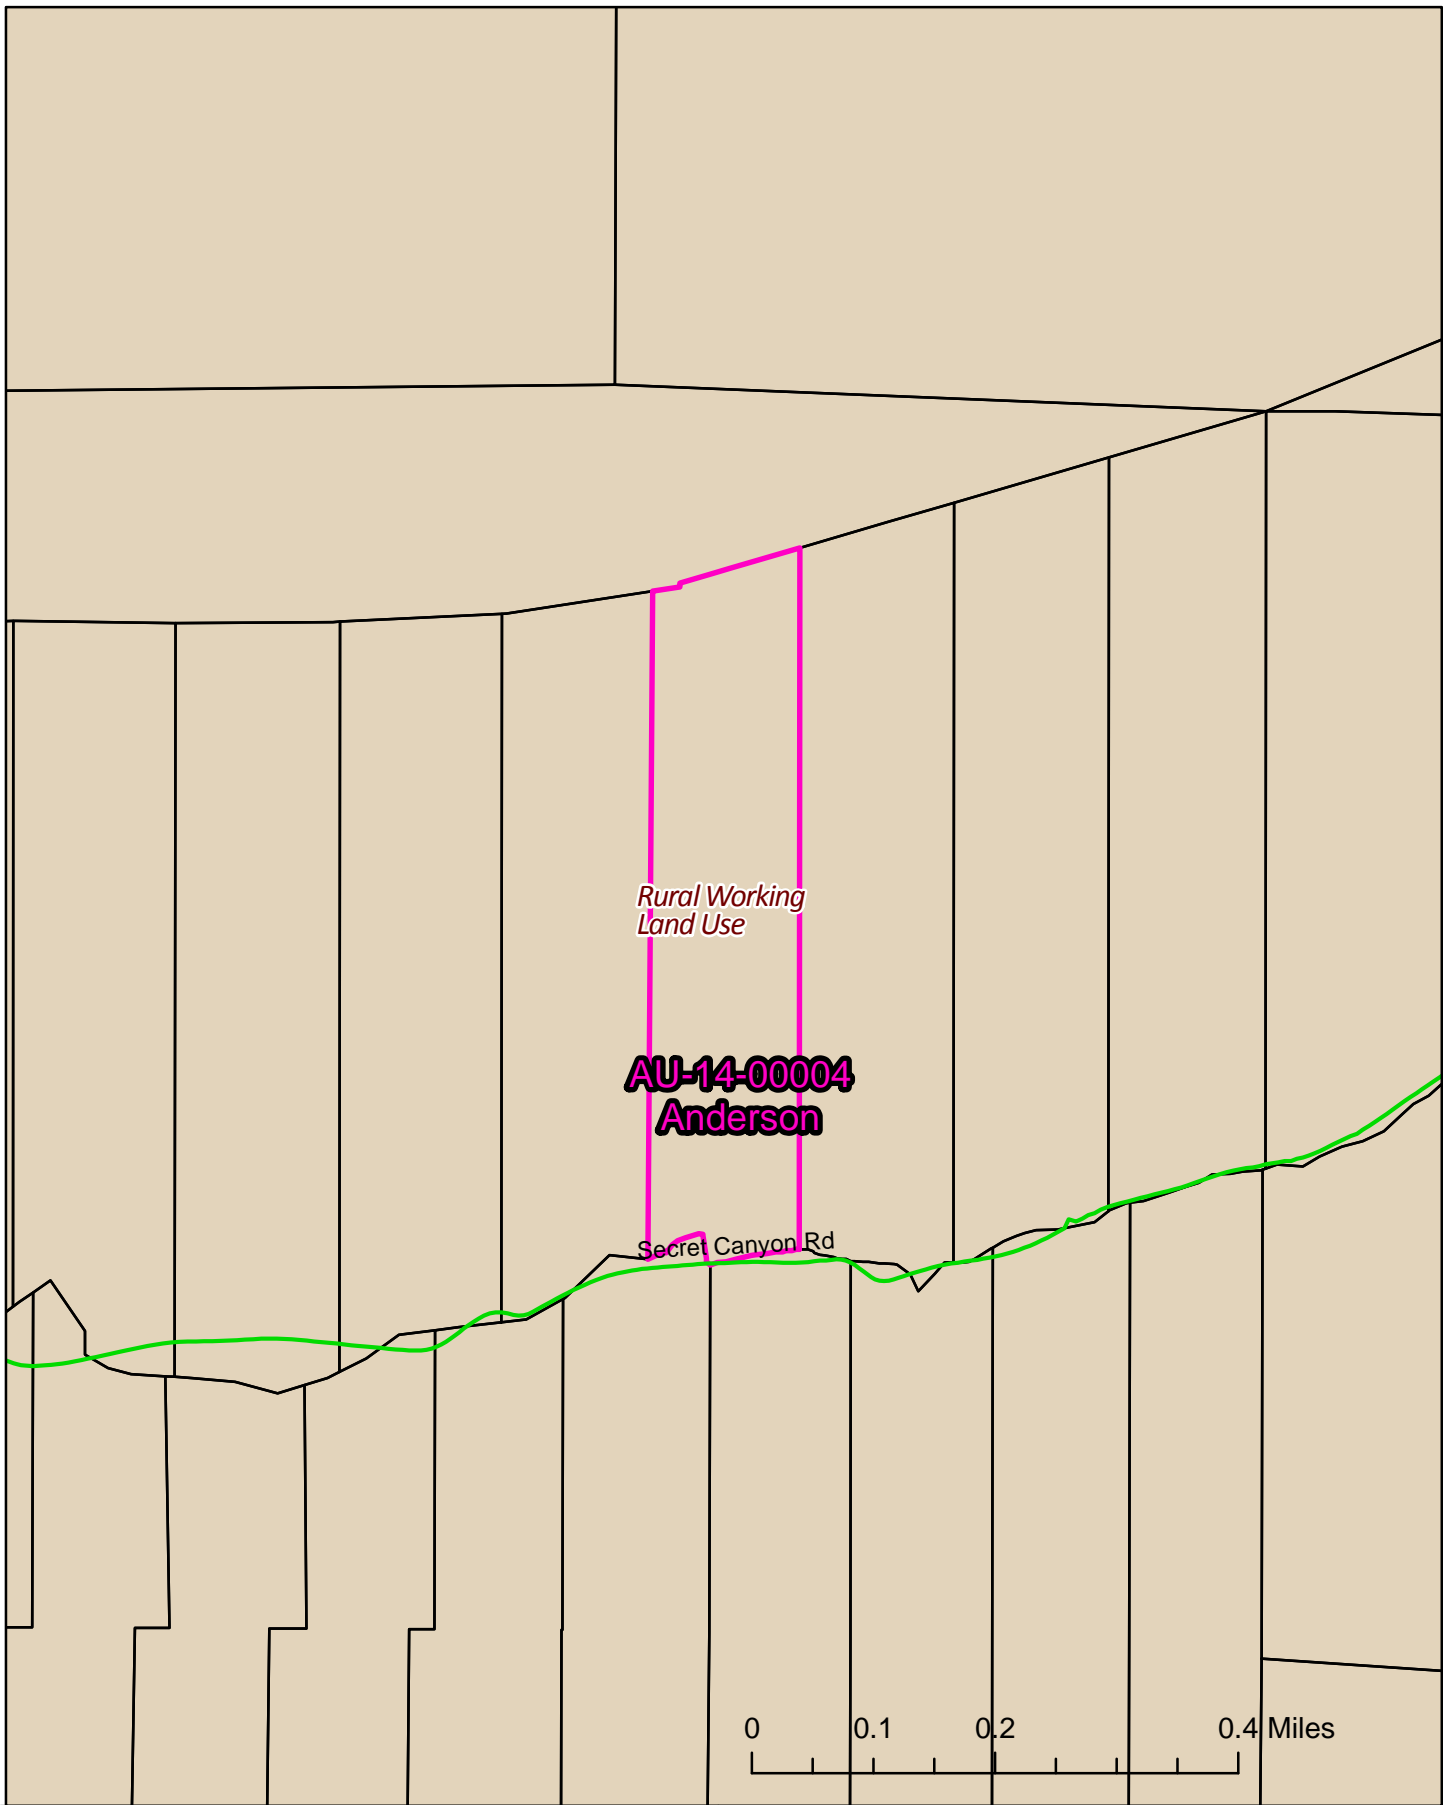 Rural Working
Land Use
AU-14-00004
Anderson
Secret Canyon Rd
0 0.1 0.2 0.4 Miles